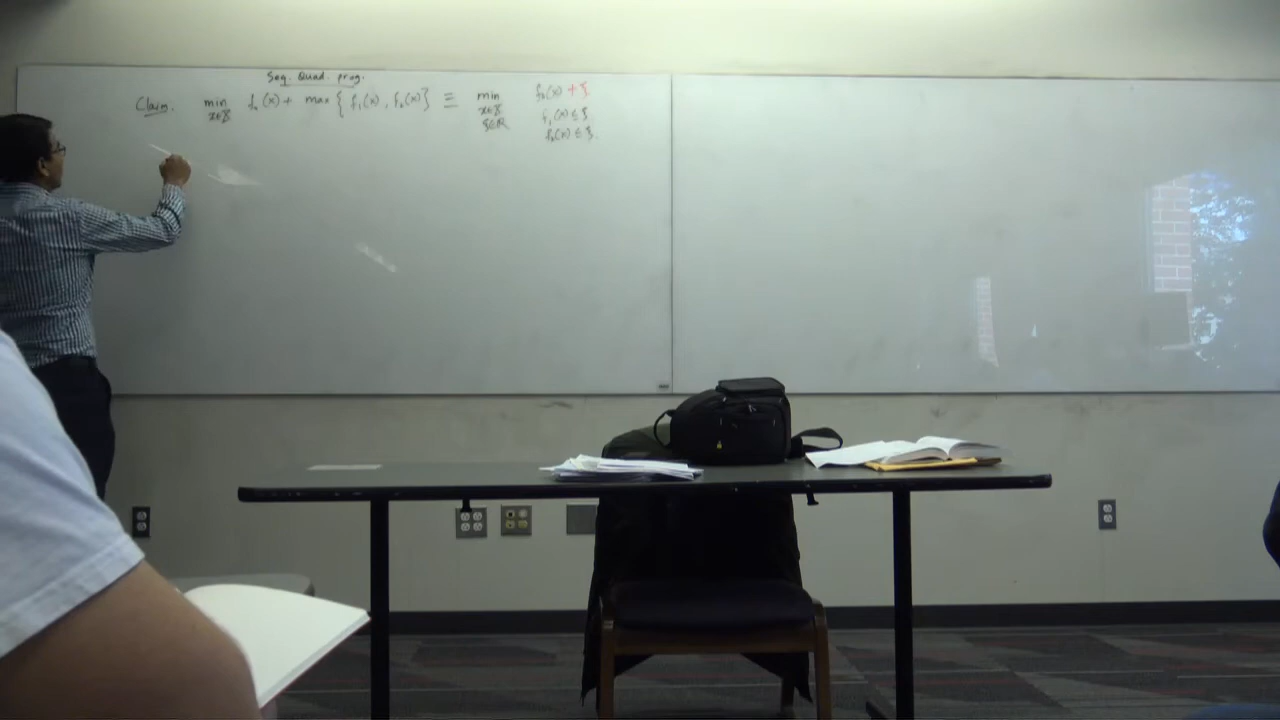 Seq. Quad. prog.
Claim. min f₀(x) + max { f₁(x), f₂(x) } ≡ min f₀(x) + ξ
x∈X x∈X f₁(x) ≤ ξ
ξ∈R f₂(x) ≤ ξ.